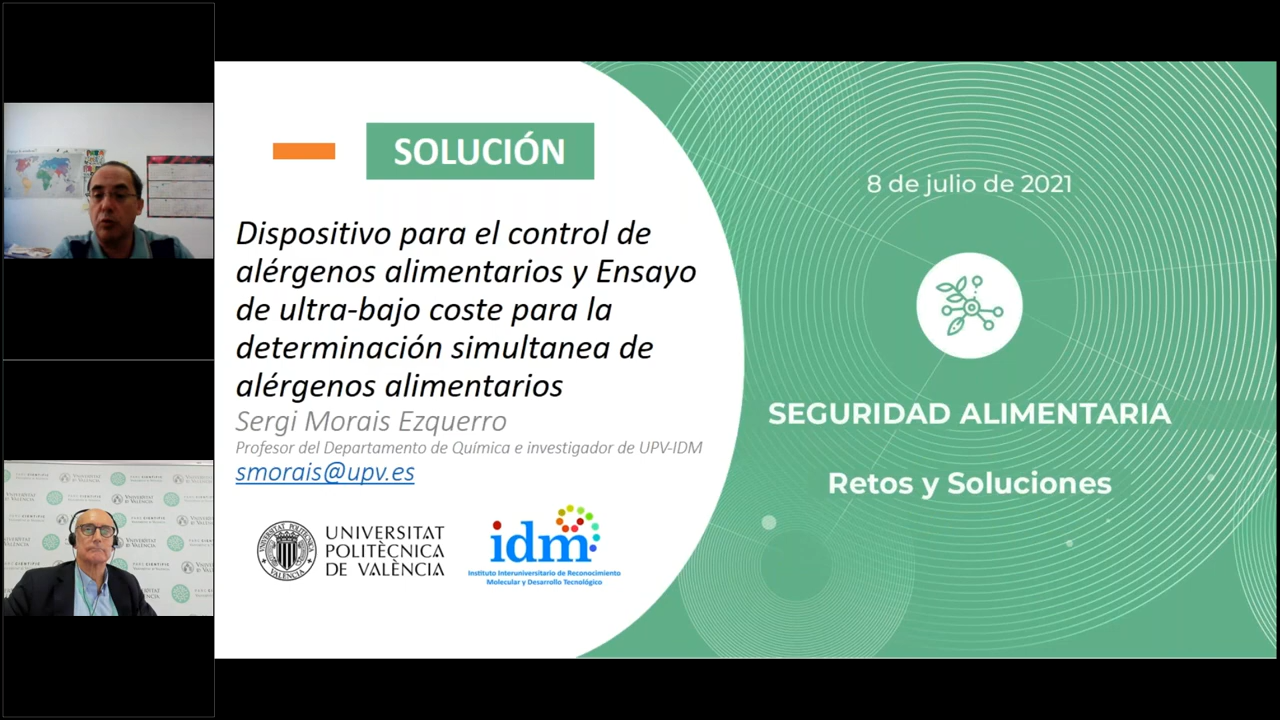 SOLUCIÓN
Dispositivo para el control de
alérgenos alimentarios y Ensayo
de ultra-bajo coste para la
determinación simultanea de
alérgenos alimentarios
Sergi Morais Ezquerro
Profesor del Departamento de Química e investigador de UPV-IDM
smorais@upv.es
UNIVERSITAT
POLITÈCNICA
DE VALÈNCIA
idm
Instituto Interuniversitario de Reconocimiento
Molecular y Desarrollo Tecnológico
8 de julio de 2021
SEGURIDAD ALIMENTARIA
Retos y Soluciones